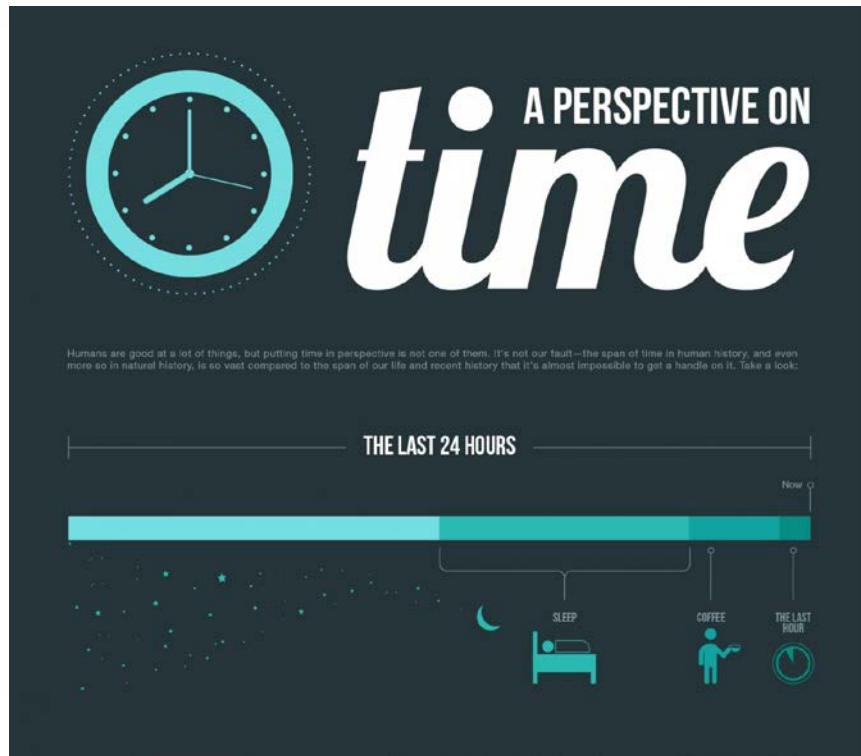 A PERSPECTIVE ON
time
Humans are good at a lot of things, but putting time in perspective is not one of them. It's not our fault—the span of time in human history, and even
more so in natural history, is so vast compared to the span of our life and recent history that it's almost impossible to get a handle on it. Take a look:
THE LAST 24 HOURS
Now
SLEEP
COFFEE
THE LAST
HOUR